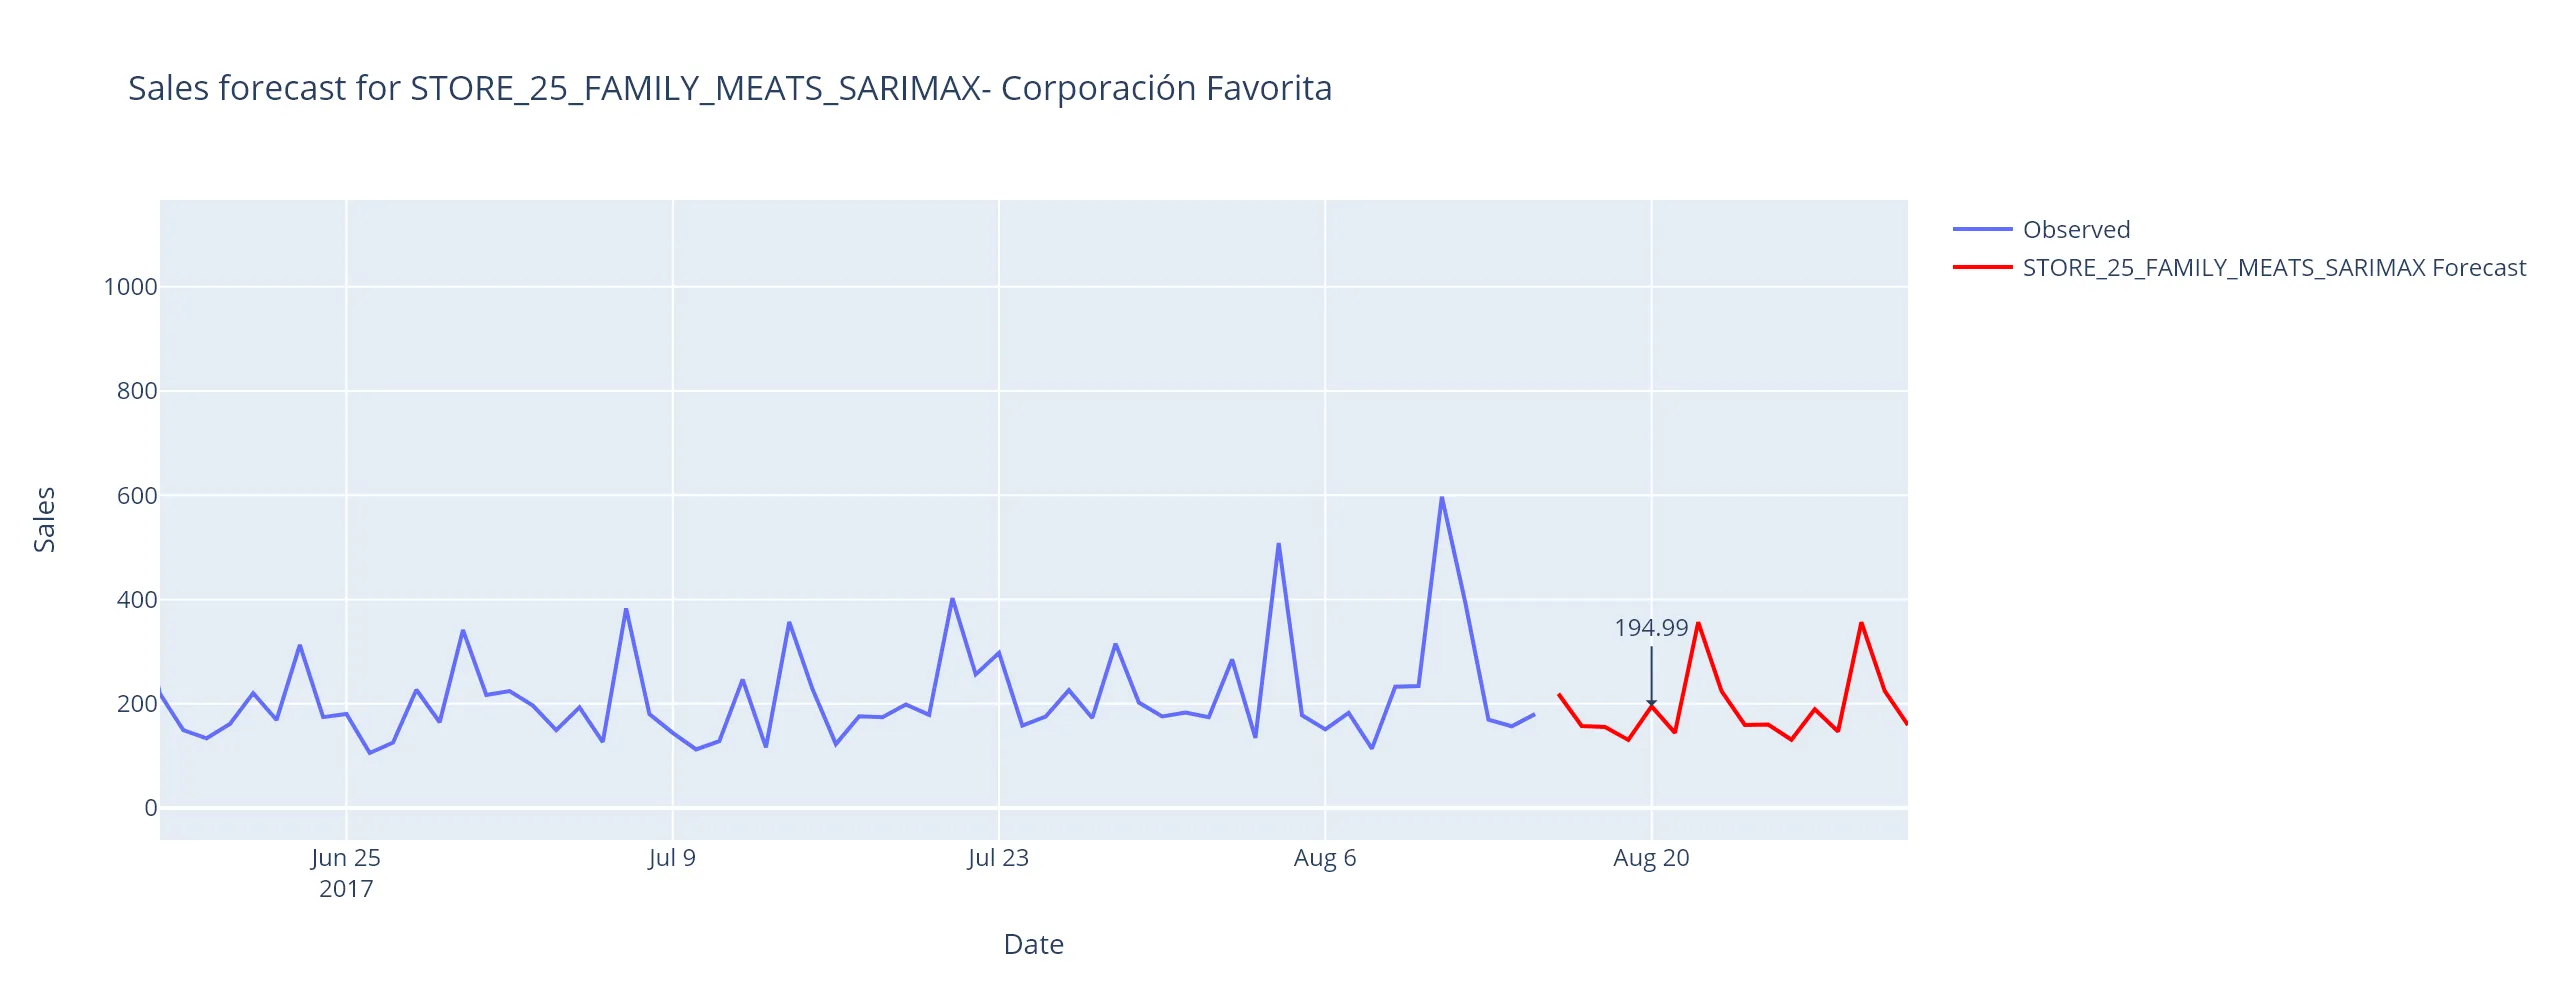 Sales forecast for STORE_25_FAMILY_MEATS_SARIMAX- Corporación Favorita
Observed
STORE_25_FAMILY_MEATS_SARIMAX Forecast
1000
800
600
400
200
0
Sales
194.99
Jun 25
2017
Jul 9
Jul 23
Aug 6
Aug 20
Date